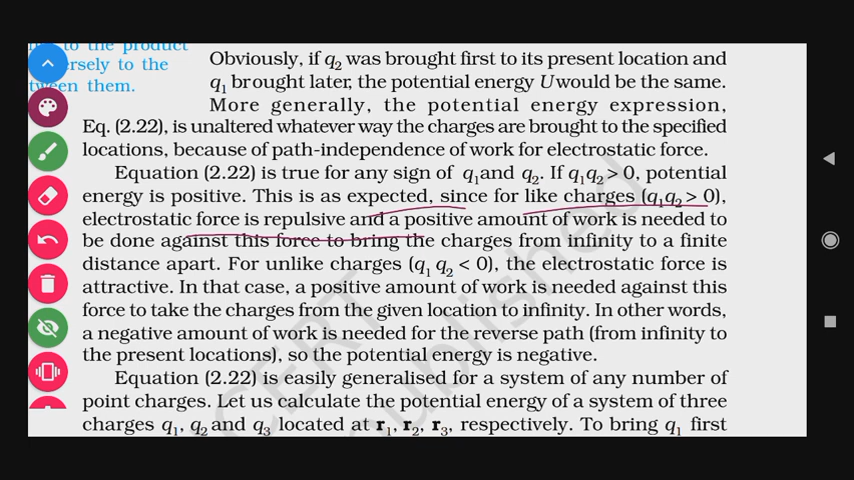 to the product
ersely to the
tween them.
Obviously, if q₂ was brought first to its present location and
q₁ brought later, the potential energy U would be the same.
More generally, the potential energy expression,
Eq. (2.22), is unaltered whatever way the charges are brought to the specified
locations, because of path-independence of work for electrostatic force.
Equation (2.22) is true for any sign of q₁and q₂. If q₁q₂ > 0, potential
energy is positive. This is as expected, since for like charges (q₁q₂ > 0),
electrostatic force is repulsive and a positive amount of work is needed to
be done against this force to bring the charges from infinity to a finite
distance apart. For unlike charges (q₁ q₂ < 0), the electrostatic force is
attractive. In that case, a positive amount of work is needed against this
force to take the charges from the given location to infinity. In other words,
a negative amount of work is needed for the reverse path (from infinity to
the present locations), so the potential energy is negative.
Equation (2.22) is easily generalised for a system of any number of
point charges. Let us calculate the potential energy of a system of three
charges q₁, q₂ and q₃ located at r₁, r₂, r₃, respectively. To bring q₁ first